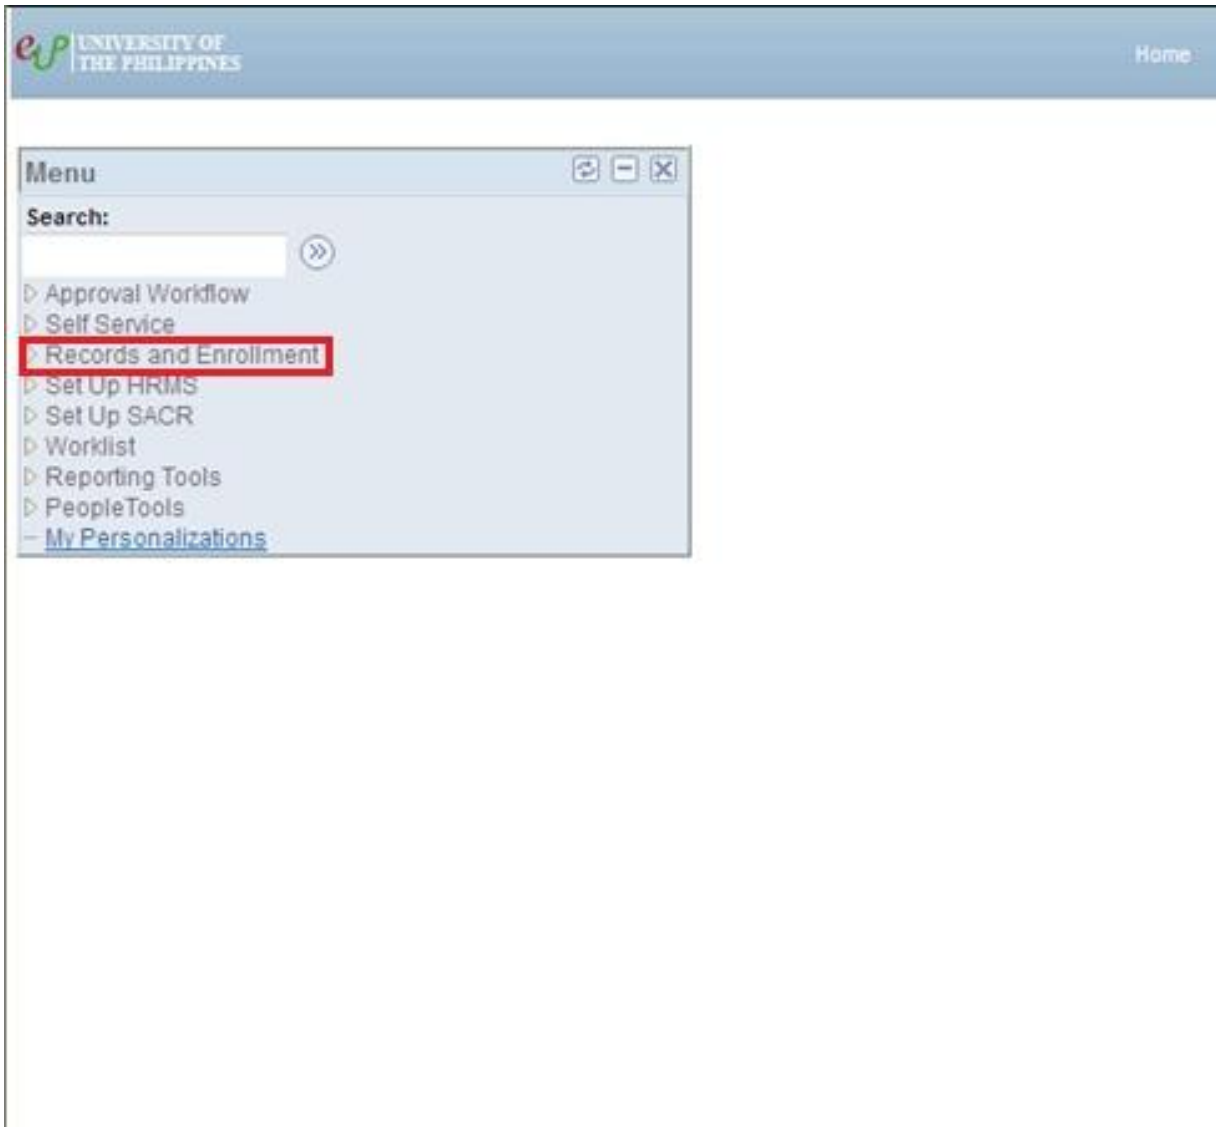 eUP UNIVERSITY OF
THE PHILIPPINES
Home
Menu
Search:
Approval Workflow
Self Service
Records and Enrollment
Set Up HRMS
Set Up SACR
Worklist
Reporting Tools
PeopleTools
My Personalizations